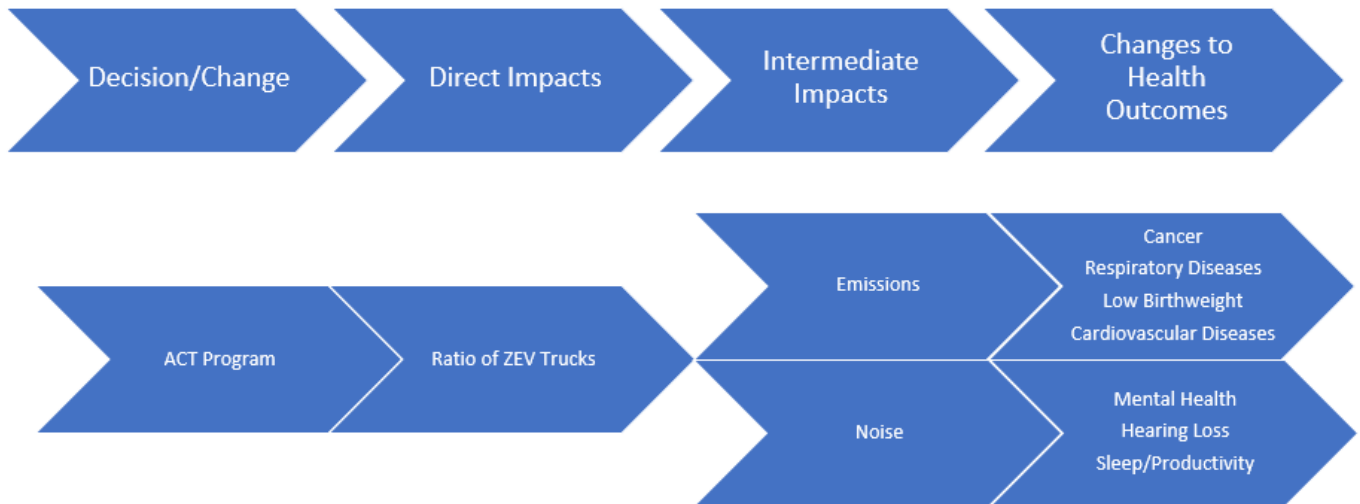 Decision/Change
Direct Impacts
Intermediate
Impacts
Changes to
Health
Outcomes
ACT Program
Ratio of ZEV Trucks
Emissions
Cancer
Respiratory Diseases
Low Birthweight
Cardiovascular Diseases
Noise
Mental Health
Hearing Loss
Sleep/Productivity